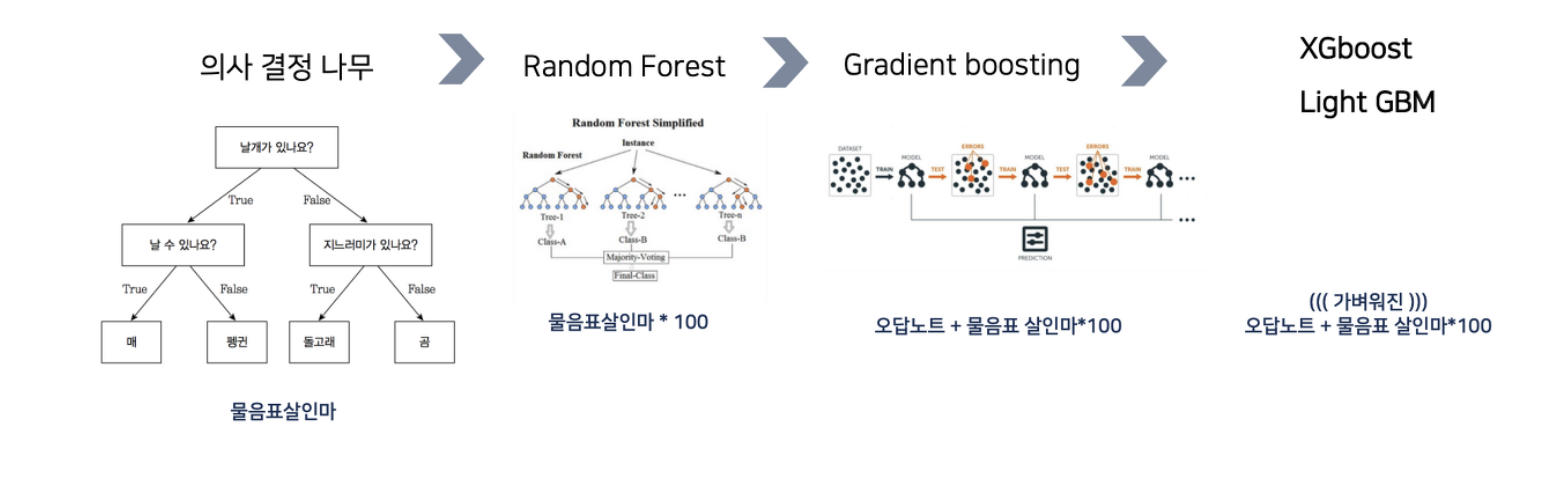 의사 결정 나무
Random Forest
Gradient boosting
XGboost
Light GBM
날개가 있나요?
True
False
날 수 있나요?
지느러미가 있나요?
True
False
True
False
매
펭귄
돌고래
곰
물음표살인마
Random Forest Simplified
Instance
Random Forest
...
Tree-1
Tree-2
Tree-n
Class-A
Class-B
Class-B
Majority-Voting
Final-Class
물음표살인마 * 100
DATASET
TRAIN
MODEL
TEST
ERRORS
TRAIN
MODEL
TEST
ERRORS
TRAIN
MODEL
...
...
PREDICTION
오답노트 + 물음표 살인마*100
((( 가벼워진 )))
오답노트 + 물음표 살인마*100